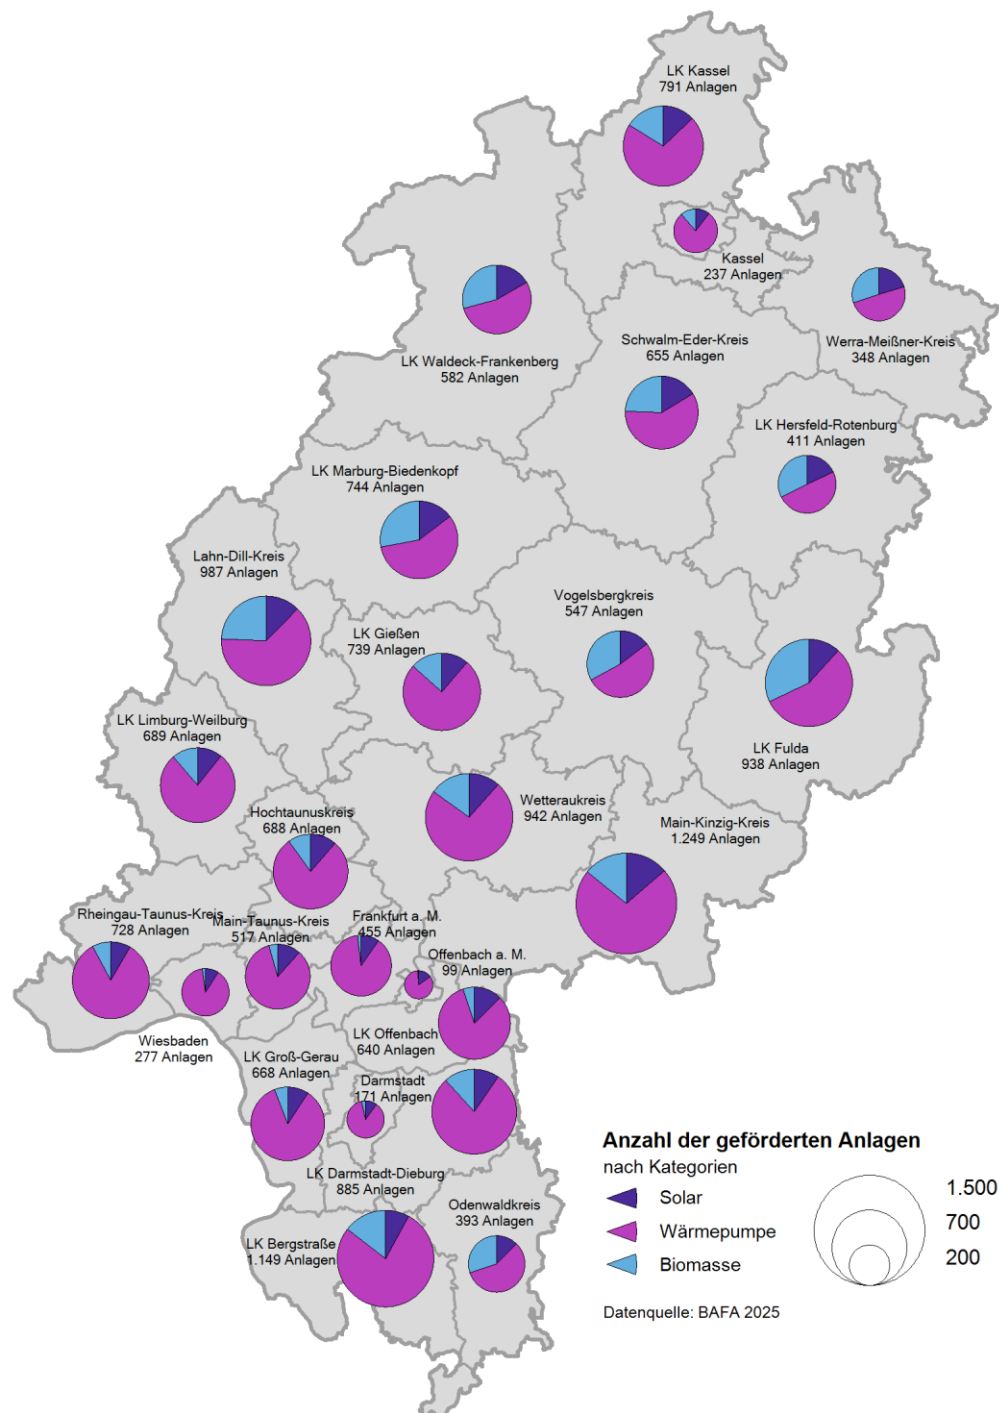 LK Kassel
791 Anlagen
Kassel
237 Anlagen
Werra-Meißner-Kreis
348 Anlagen
LK Waldeck-Frankenberg
582 Anlagen
Schwalm-Eder-Kreis
655 Anlagen
LK Hersfeld-Rotenburg
411 Anlagen
LK Marburg-Biedenkopf
744 Anlagen
Lahn-Dill-Kreis
987 Anlagen
LK Gießen
739 Anlagen
Vogelsbergkreis
547 Anlagen
LK Fulda
938 Anlagen
LK Limburg-Weilburg
689 Anlagen
Hochtaunuskreis
688 Anlagen
Wetteraukreis
942 Anlagen
Main-Kinzig-Kreis
1.249 Anlagen
Rheingau-Taunus-Kreis
728 Anlagen
Main-Taunus-Kreis
517 Anlagen
Frankfurt a. M.
455 Anlagen
Offenbach a. M.
99 Anlagen
Wiesbaden
277 Anlagen
LK Offenbach
640 Anlagen
LK Groß-Gerau
668 Anlagen
Darmstadt
171 Anlagen
LK Darmstadt-Dieburg
885 Anlagen
Odenwaldkreis
393 Anlagen
LK Bergstraße
1.149 Anlagen
Anzahl der geförderten Anlagen
nach Kategorien
Solar
Wärmepumpe
Biomasse
1.500
700
200
Datenquelle: BAFA 2025